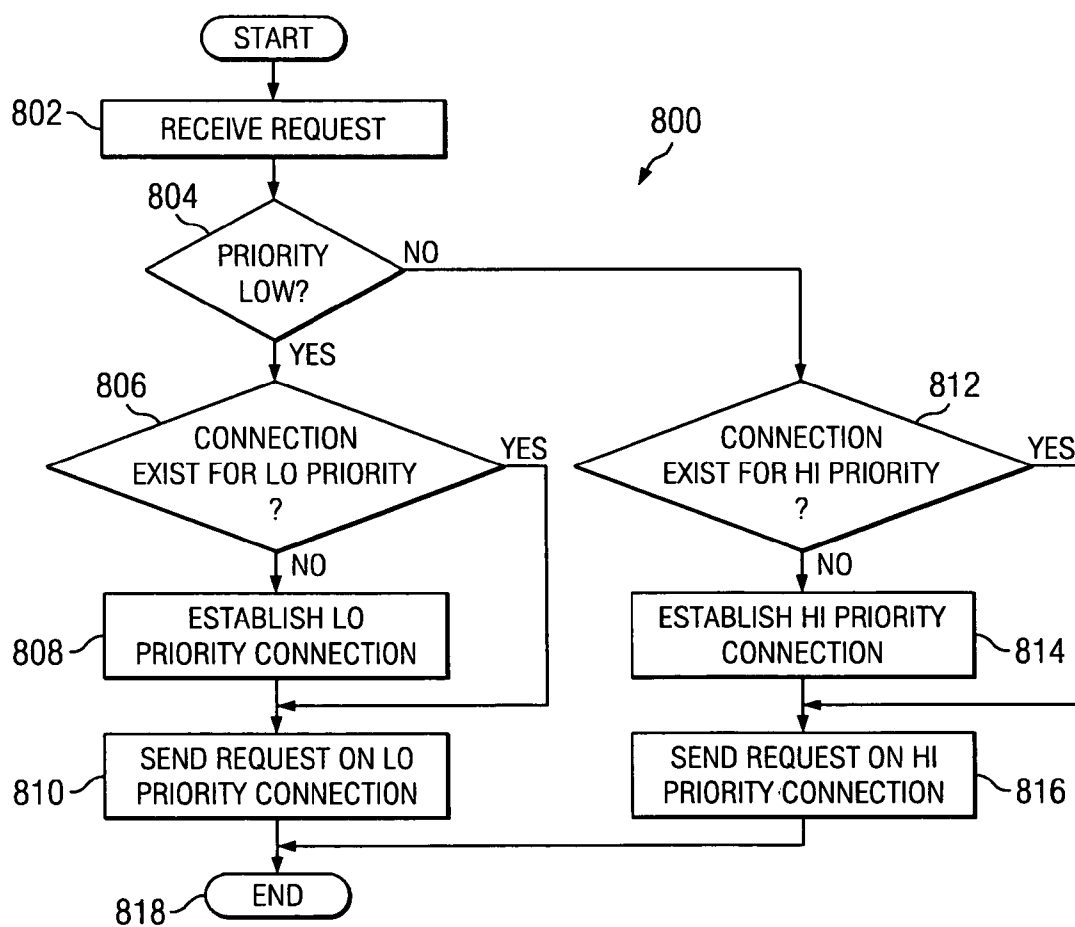 START
802
RECEIVE REQUEST
800
804
PRIORITY
LOW?
NO
YES
806
CONNECTION
EXIST FOR LO PRIORITY
?
YES
NO
812
CONNECTION
EXIST FOR HI PRIORITY
?
YES
NO
808
ESTABLISH LO
PRIORITY CONNECTION
ESTABLISH HI PRIORITY
CONNECTION
814
810
SEND REQUEST ON LO
PRIORITY CONNECTION
SEND REQUEST ON HI
PRIORITY CONNECTION
816
818
END